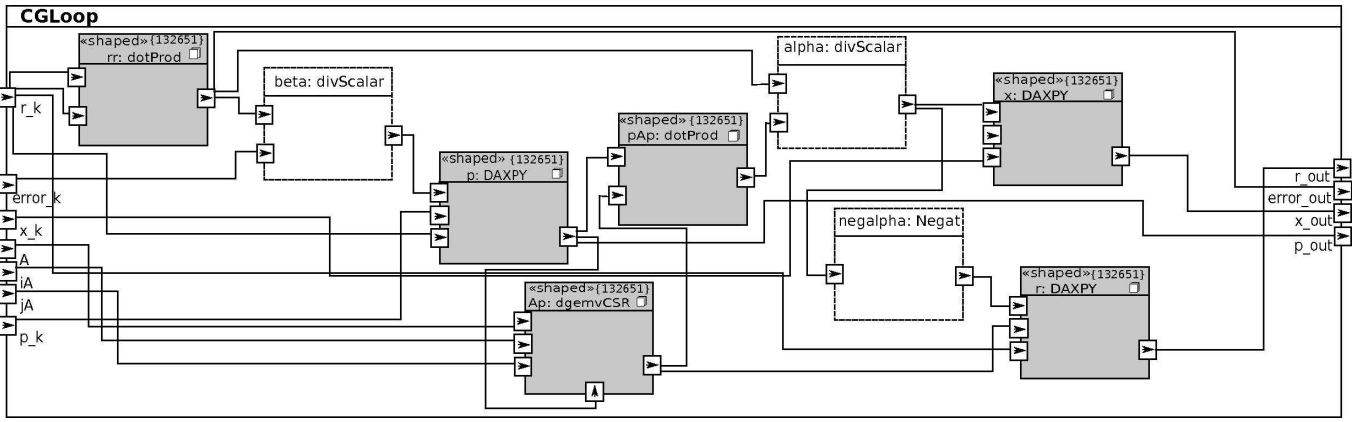 CGLoop
«shaped» {132651}
rr: dotProd
beta: divScalar
«shaped» {132651}
p: DAXPY
«shaped» {132651}
pAp: dotProd
alpha: divScalar
«shaped» {132651}
x: DAXPY
negalpha: Negat
«shaped» {132651}
r: DAXPY
«shaped» {132651}
Ap: dgemvCSR
r_k
error_k
x_k
A
iA
jA
p_k
r_out
error_out
x_out
p_out